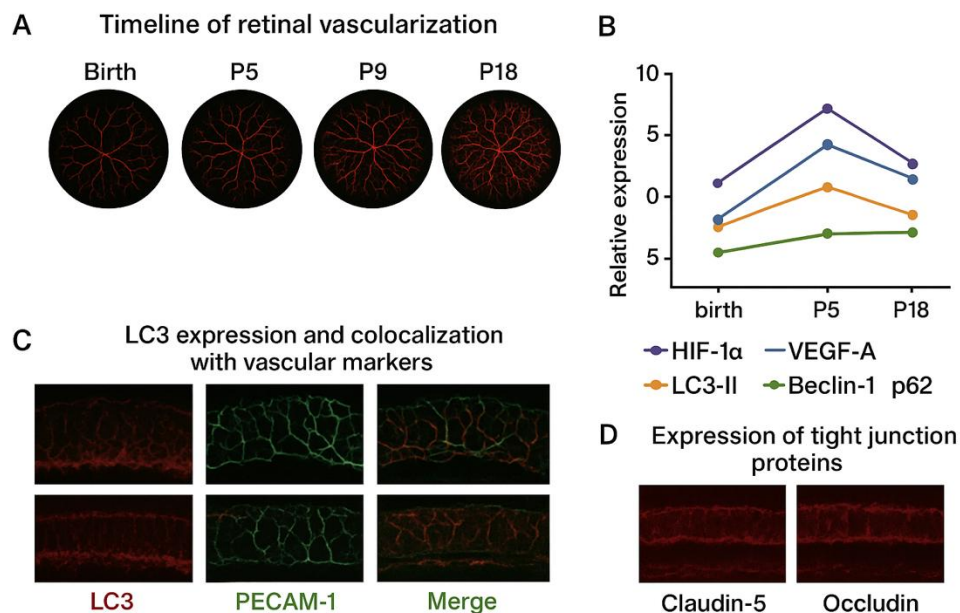 A
Timeline of retinal vascularization
Birth
P5
P9
P18
B
Relative expression
10
5
0
5
birth
P5
P18
HIF-1α
VEGF-A
LC3-II
Beclin-1 p62
C
LC3 expression and colocalization
with vascular markers
LC3
PECAM-1
Merge
D
Expression of tight junction
proteins
Claudin-5
Occludin